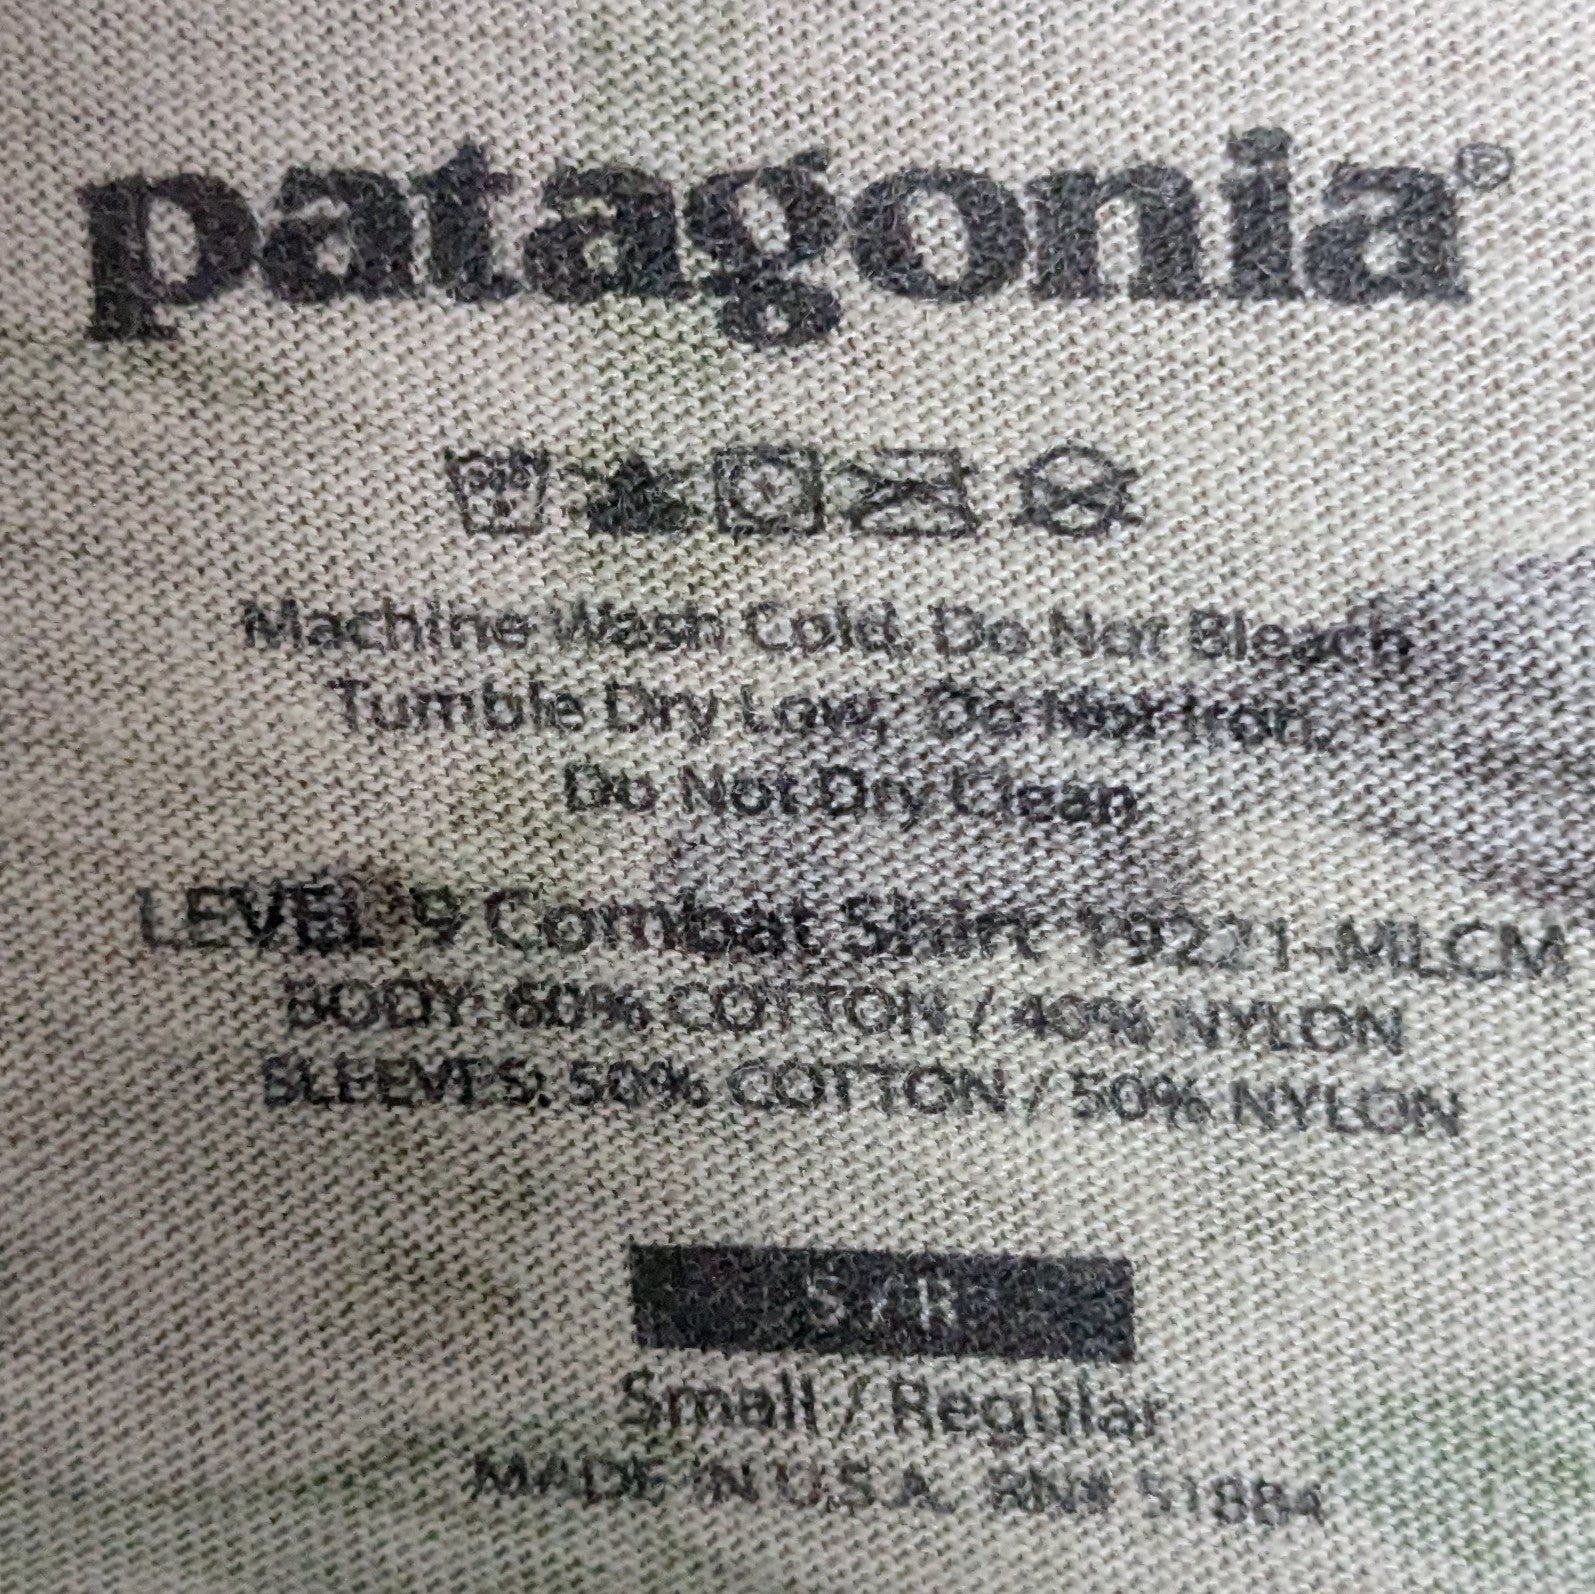 patagonia®
Machine Wash Cold, Do Not Bleach
Tumble Dry Low, Do Not Iron,
Do Not Dry Clean
LEVEL 9 Combat Shirt 19221-MLCM
BODY: 60% COTTON / 40% NYLON
SLEEVES: 50% COTTON / 50% NYLON
S / R
Small / Regular
MADE IN U.S.A. RN# 51884